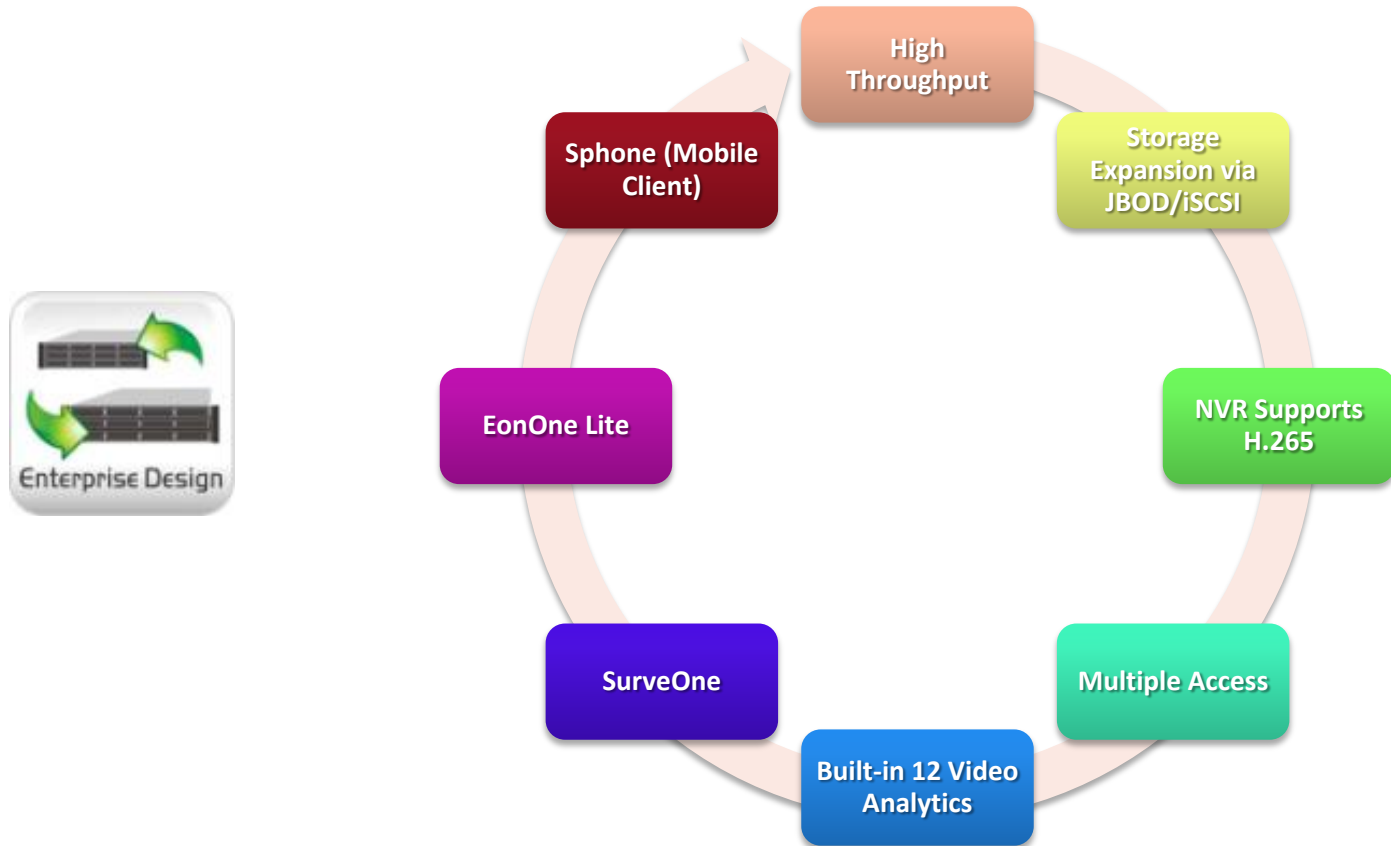 High
Throughput
Storage
Expansion via
JBOD/iSCSI
NVR Supports
H.265
Multiple Access
Built-in 12 Video
Analytics
SurveOne
EonOne Lite
Sphone (Mobile
Client)
Enterprise Design